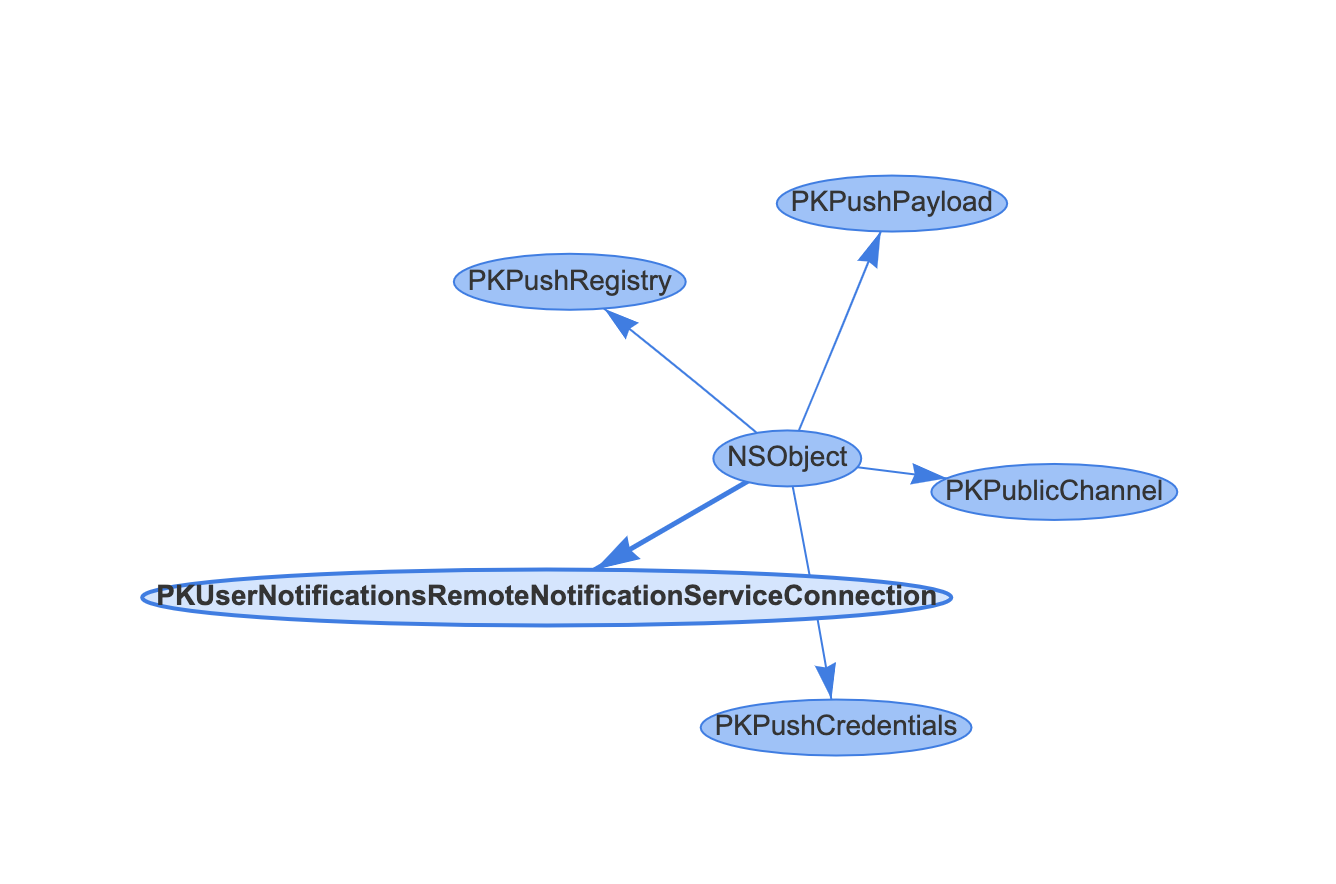 PKPushPayload
PKPushRegistry
NSObject
PKPublicChannel
PKUserNotificationsRemoteNotificationServiceConnection
PKPushCredentials